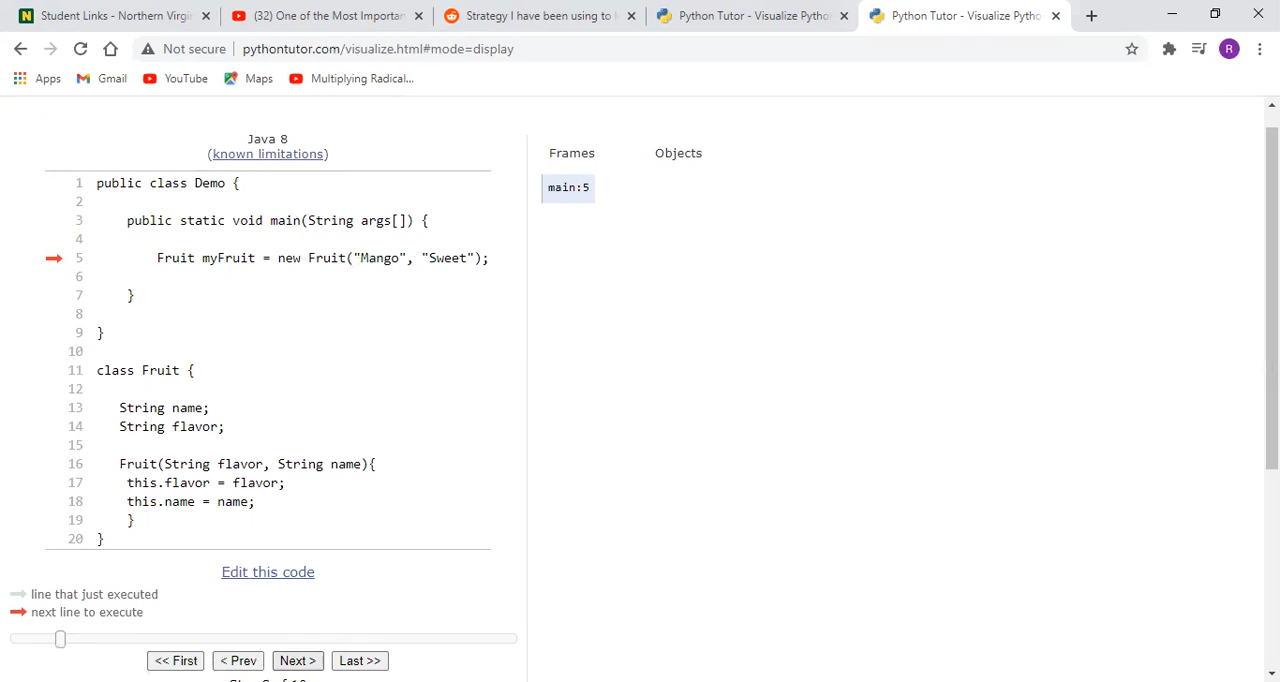 Student Links - Northern Virgin
(32) One of the Most Importan
Strategy I have been using to
Python Tutor - Visualize Pytho
Python Tutor - Visualize Pytho
Not secure | pythontutor.com/visualize.html#mode=display
R
Apps Gmail YouTube Maps Multiplying Radical...
Java 8
(known limitations)
1 public class Demo {
2
3 public static void main(String args[]) {
4
5 Fruit myFruit = new Fruit("Mango", "Sweet");
6
7 }
8
9 }
10
11 class Fruit {
12
13 String name;
14 String flavor;
15
16 Fruit(String flavor, String name){
17 this.flavor = flavor;
18 this.name = name;
19 }
20 }
Edit this code
line that just executed
next line to execute
<< First < Prev Next > Last >>
Frames Objects
main:5